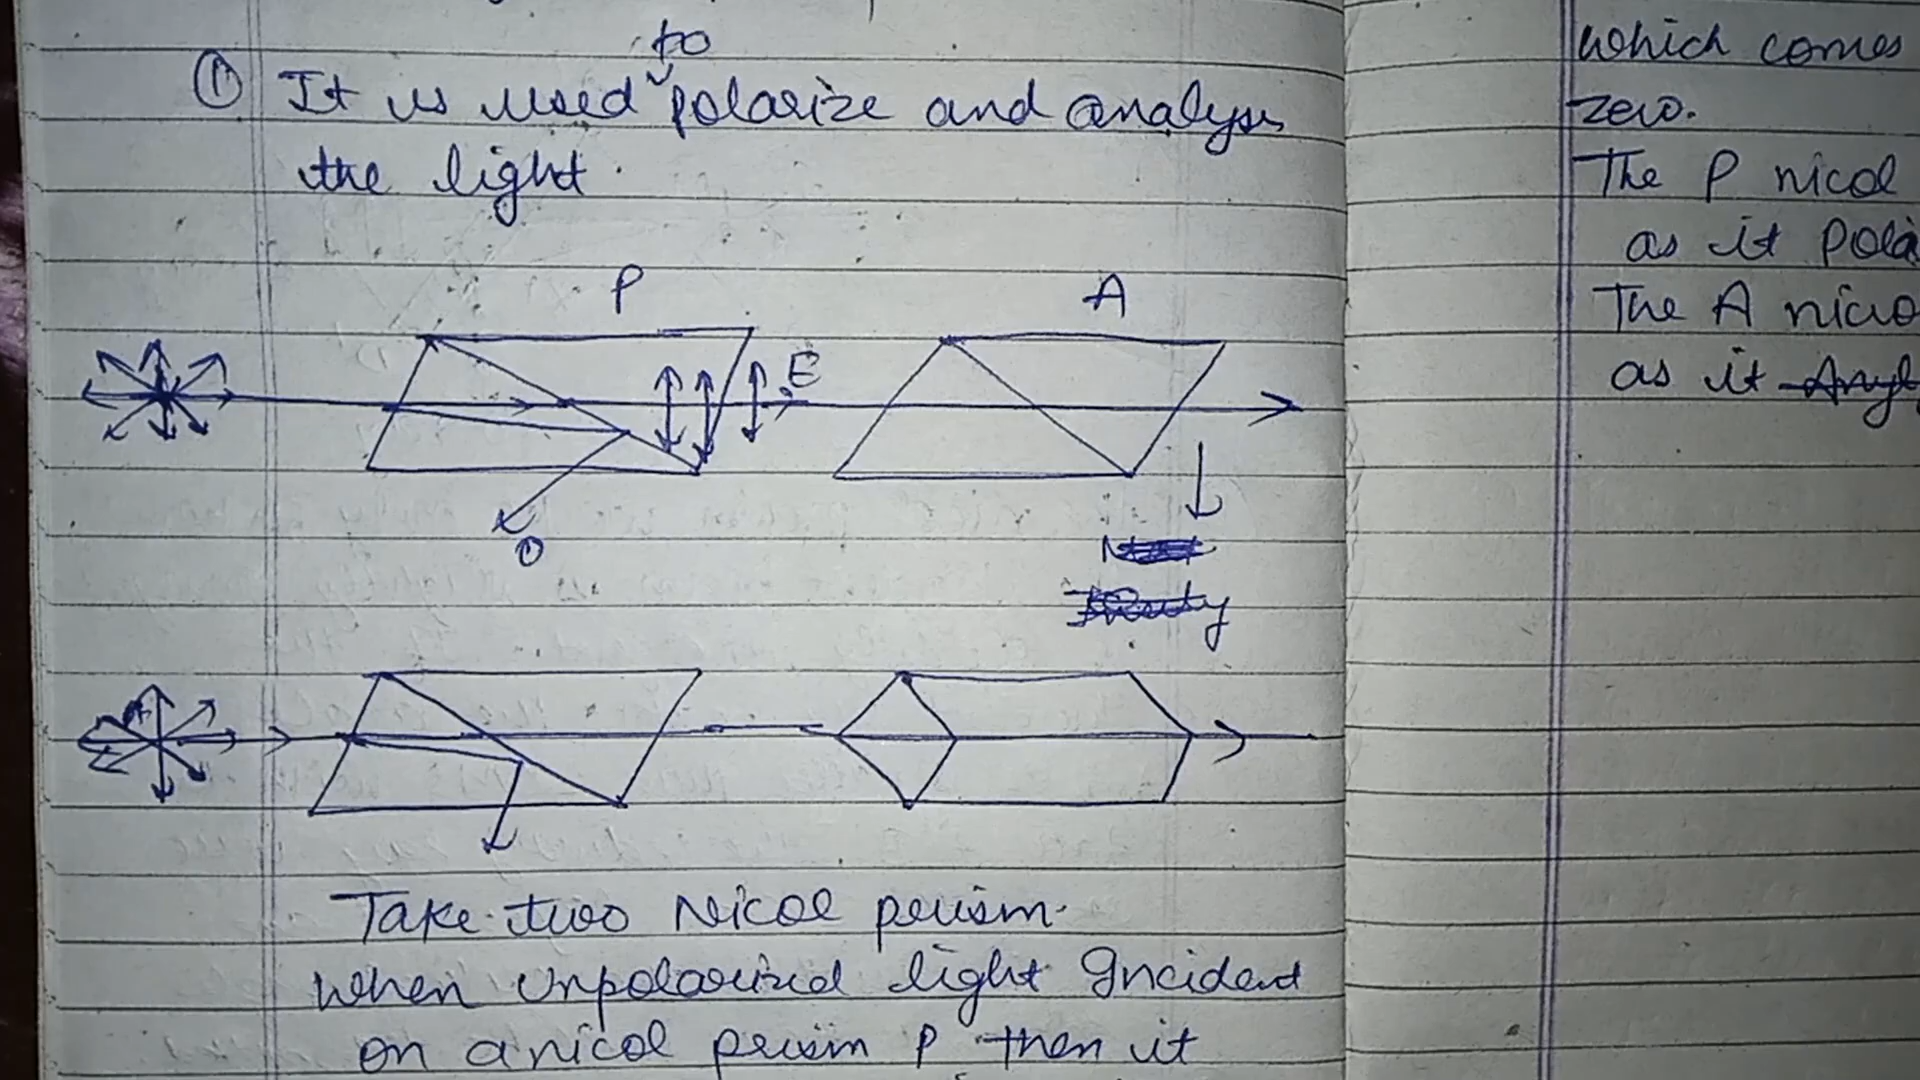 to
① It is used polarize and analyse
the light.
P
A
E
O
Take two Nicol prism.
when unpolarized light Incident
on a nicol prism P then it
which comes
zero.
The P nicol
as it Pola
The A nico
as it